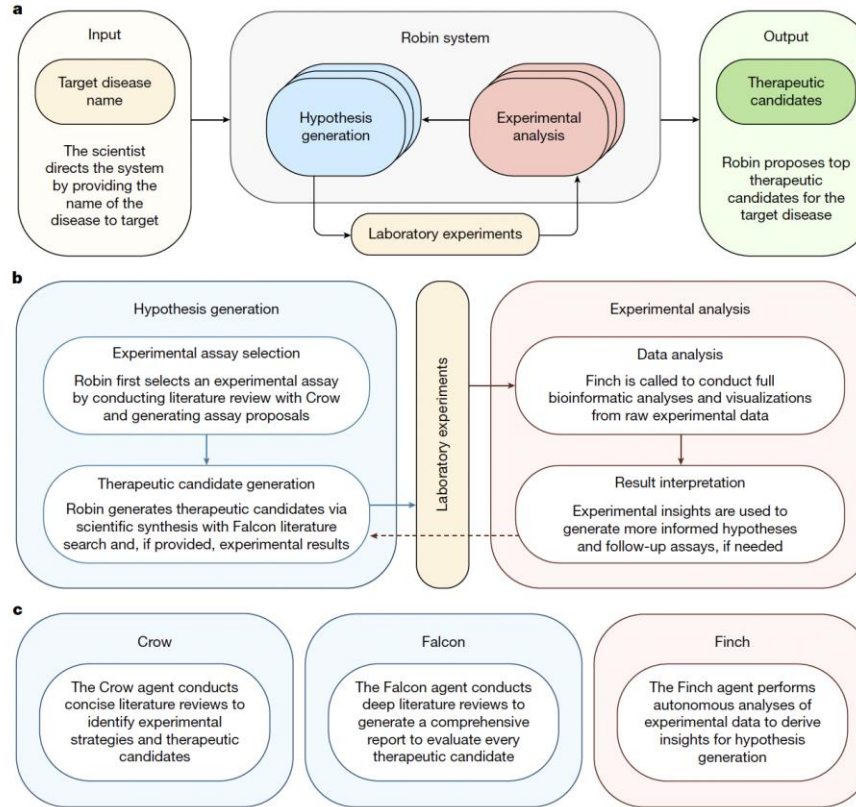 a
Input
Target disease
name
The scientist
directs the system
by providing the
name of the
disease to target
Robin system
Hypothesis
generation
Experimental
analysis
Laboratory experiments
Output
Therapeutic
candidates
Robin proposes top
therapeutic
candidates for the
target disease
b
Hypothesis generation
Experimental assay selection
Robin first selects an experimental assay
by conducting literature review with Crow
and generating assay proposals
Therapeutic candidate generation
Robin generates therapeutic candidates via
scientific synthesis with Falcon literature
search and, if provided, experimental results
Laboratory experiments
Experimental analysis
Data analysis
Finch is called to conduct full
bioinformatic analyses and visualizations
from raw experimental data
Result interpretation
Experimental insights are used to
generate more informed hypotheses
and follow-up assays, if needed
c
Crow
The Crow agent conducts
concise literature reviews to
identify experimental
strategies and therapeutic
candidates
Falcon
The Falcon agent conducts
deep literature reviews to
generate a comprehensive
report to evaluate every
therapeutic candidate
Finch
The Finch agent performs
autonomous analyses of
experimental data to derive
insights for hypothesis
generation